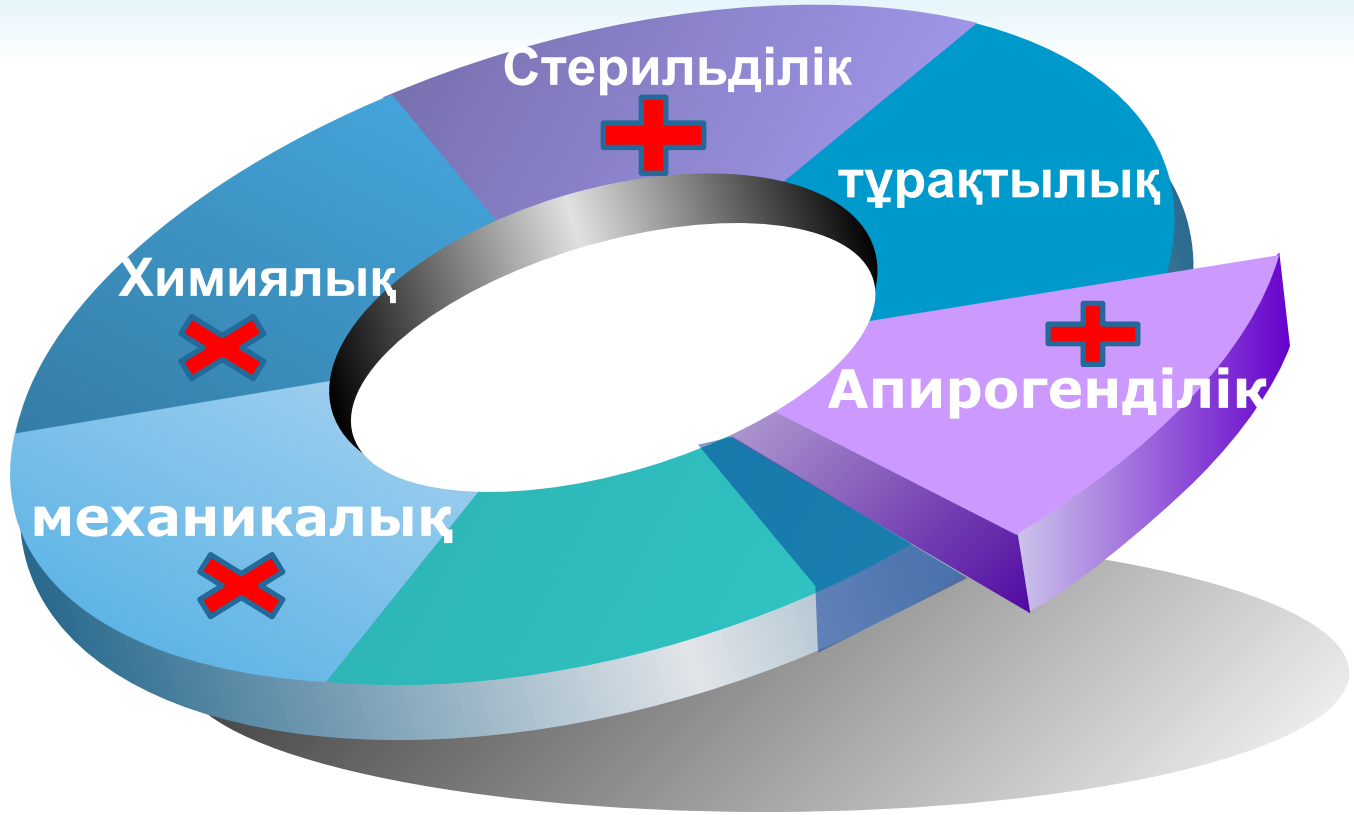 Стерильділік
тұрақтылық
Химиялық
Апирогенділік
механикалық